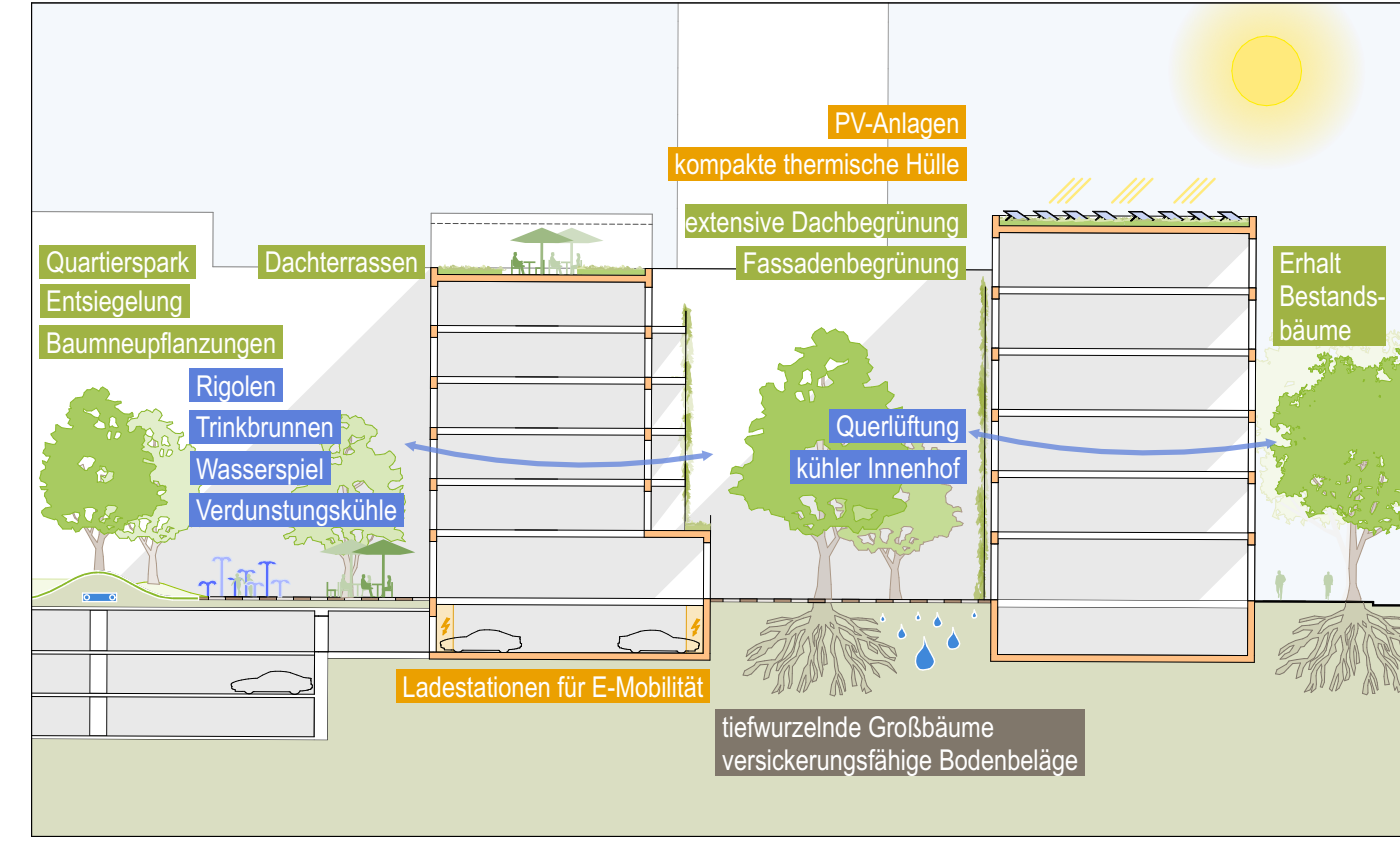 PV-Anlagen
kompakte thermische Hülle
extensive Dachbegrünung
Fassadenbegrünung
Quartierspark
Entsiegelung
Baumneupflanzungen
Dachterrassen
Erhalt
Bestands-
bäume
Rigolen
Trinkbrunnen
Wasserspiel
Verdunstungskühle
Querlüftung
kühler Innenhof
Ladestationen für E-Mobilität
tiefwurzelnde Großbäume
versickerungsfähige Bodenbeläge